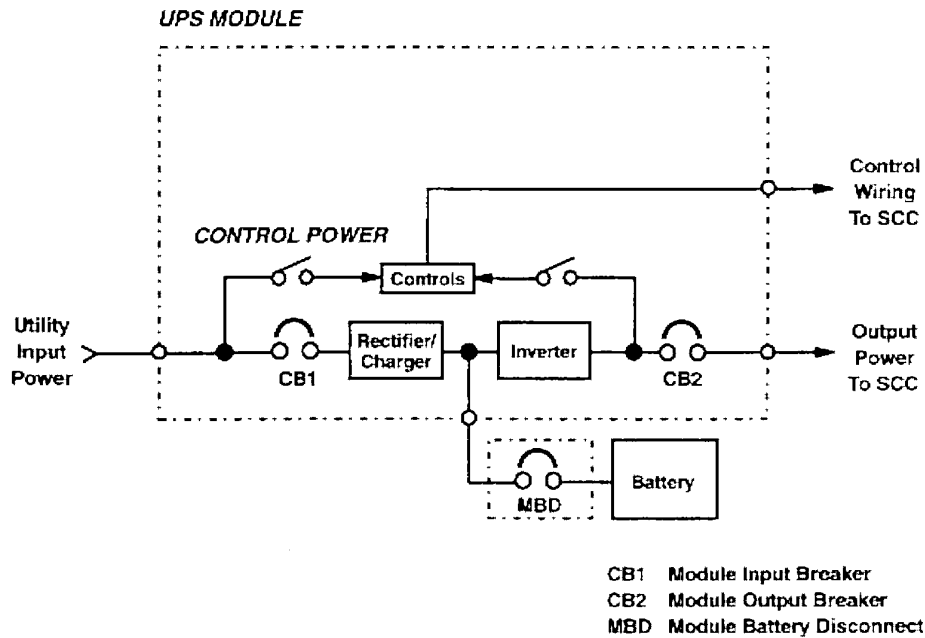 UPS MODULE
Control
Wiring
To SCC
CONTROL POWER
Controls
Utility
Input
Power
CB1
Rectifier/
Charger
Inverter
CB2
Output
Power
To SCC
MBD
Battery
CB1 Module Input Breaker
CB2 Module Output Breaker
MBD Module Battery Disconnect